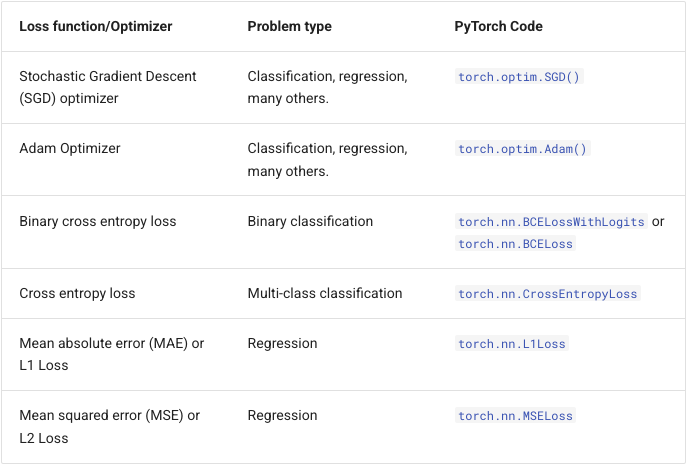 Loss function/Optimizer Problem type PyTorch Code
Stochastic Gradient Descent Classification, regression, torch.optim.SGD()
(SGD) optimizer many others.
Adam Optimizer Classification, regression, torch.optim.Adam()
many others.
Binary cross entropy loss Binary classification torch.nn.BCELossWithLogits or
torch.nn.BCELoss
Cross entropy loss Multi-class classification torch.nn.CrossEntropyLoss
Mean absolute error (MAE) or Regression torch.nn.L1Loss
L1 Loss
Mean squared error (MSE) or Regression torch.nn.MSELoss
L2 Loss